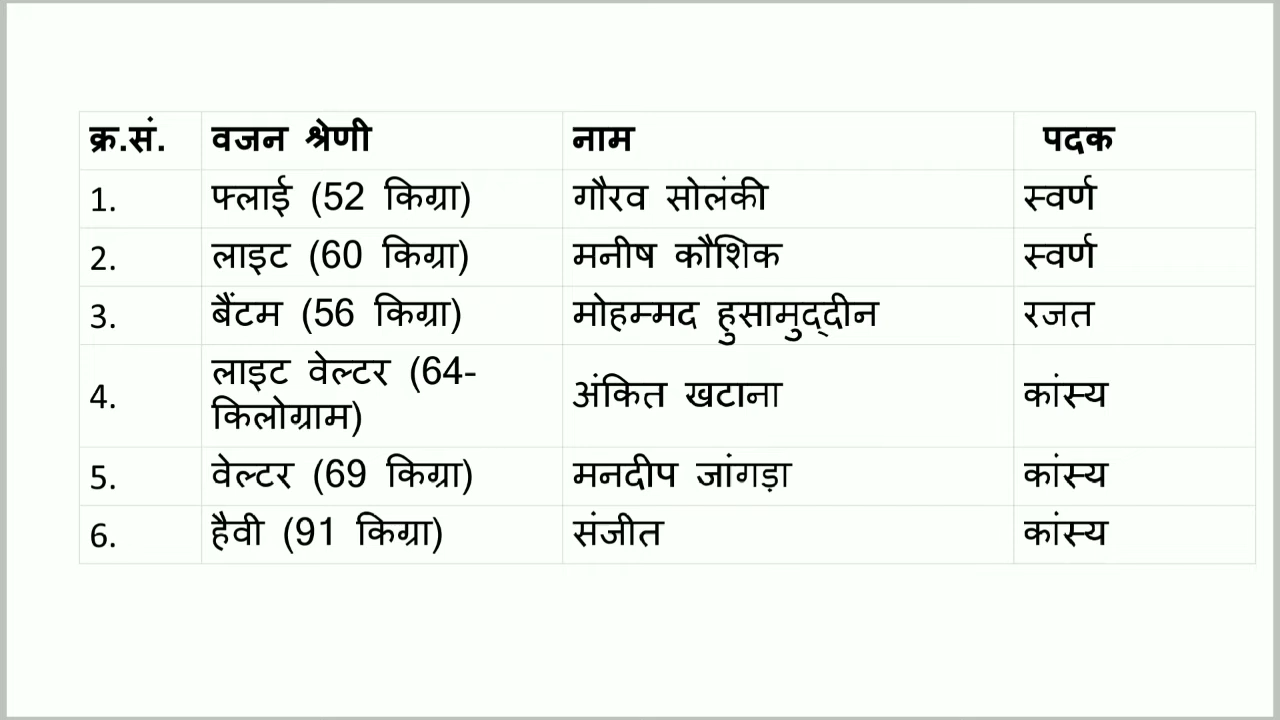 क्र.सं. वजन श्रेणी नाम पदक
1. फ्लाई (52 किग्रा) गौरव सोलंकी स्वर्ण
2. लाइट (60 किग्रा) मनीष कौशिक स्वर्ण
3. बैंटम (56 किग्रा) मोहम्मद हुसामुद्दीन रजत
4. लाइट वेल्टर (64-
किलोग्राम) अंकित खटाना कांस्य
5. वेल्टर (69 किग्रा) मनदीप जांगड़ा कांस्य
6. हैवी (91 किग्रा) संजीत कांस्य